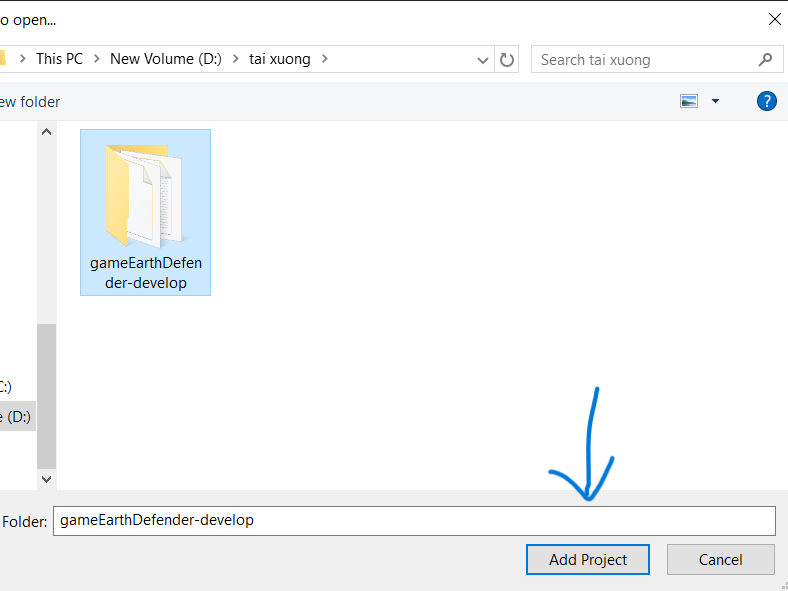 o open...
This PC > New Volume (D:) > tai xuong >
Search tai xuong
ew folder
?
gameEarthDefen
der-develop
C:)
e (D:)
Folder: gameEarthDefender-develop
Add Project Cancel